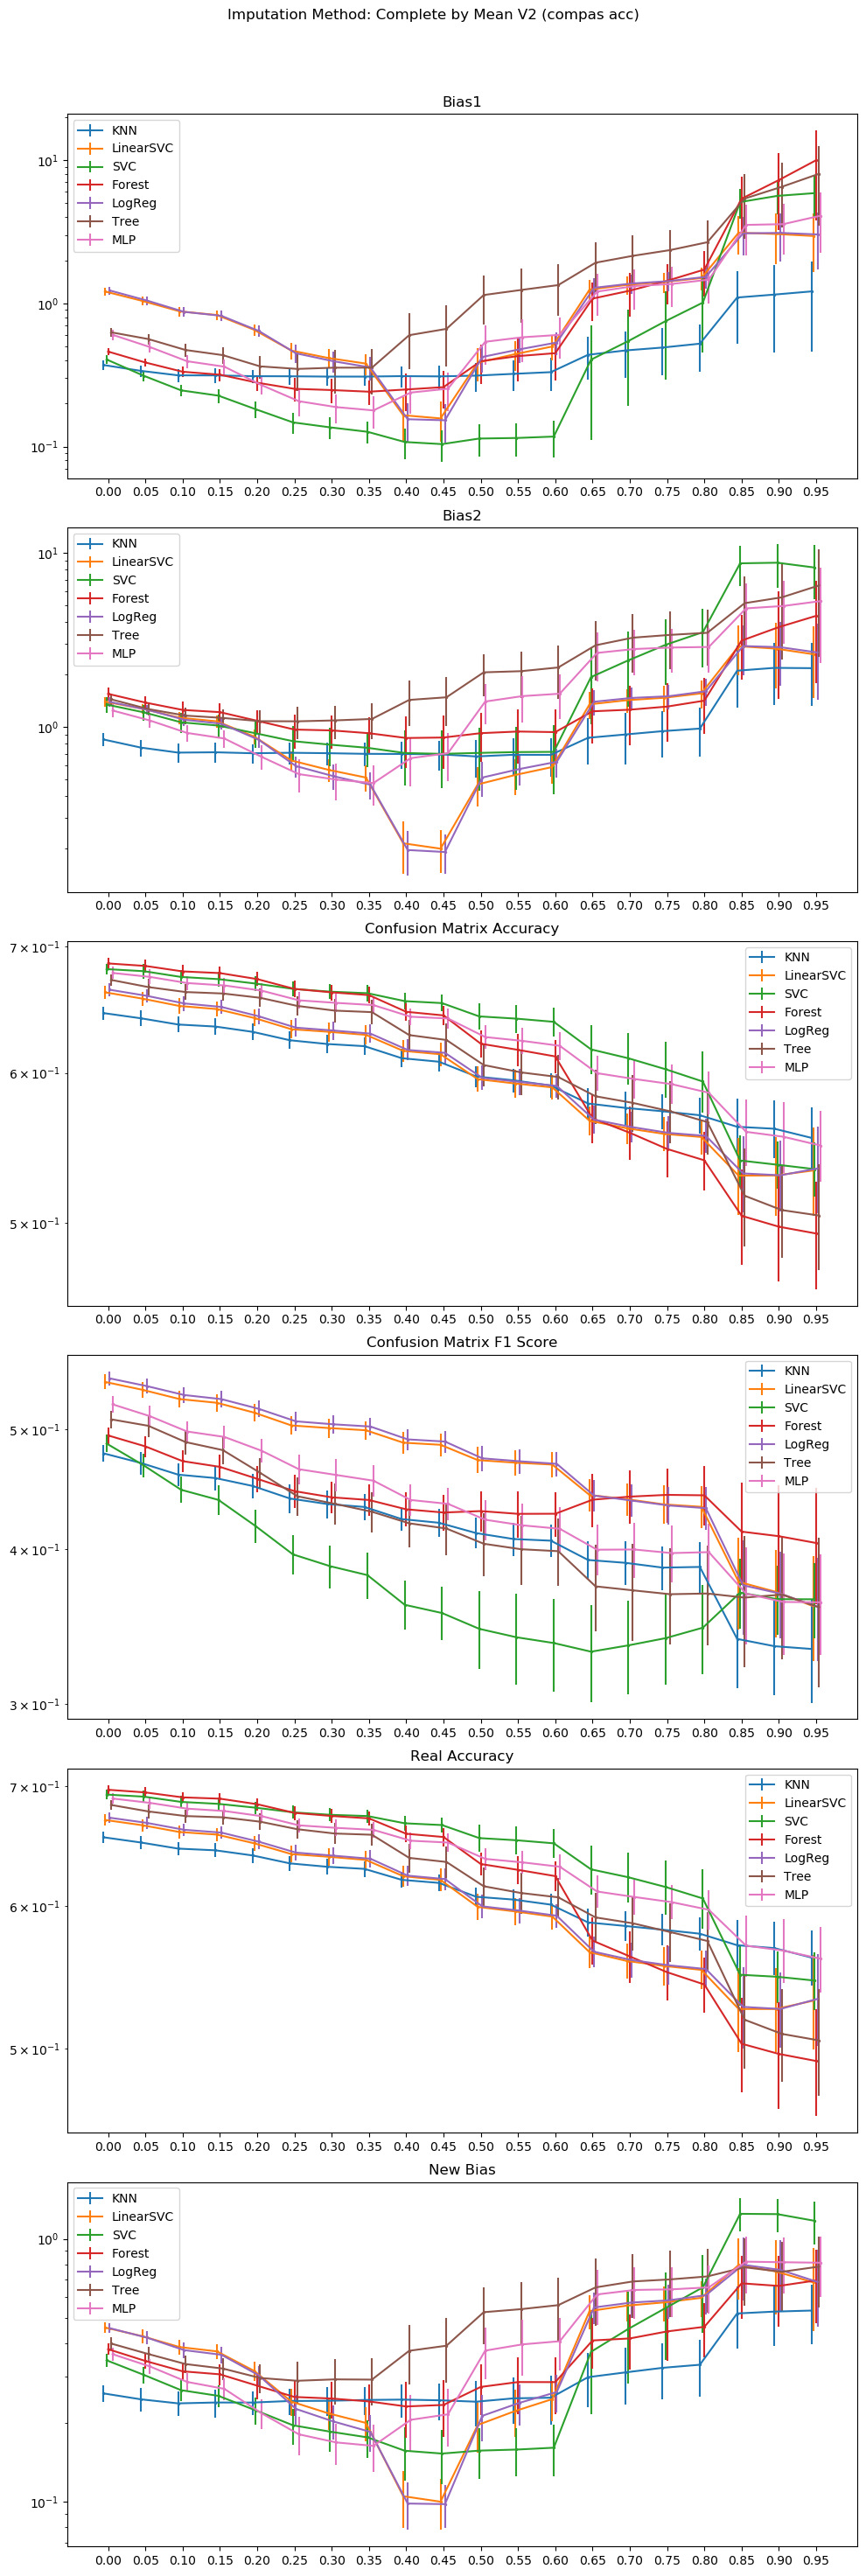 Imputation Method: Complete by Mean V2 (compas acc)
Bias1
KNN
LinearSVC
SVC
Forest
LogReg
Tree
MLP
10¹
10⁰
10⁻¹
0.00 0.05 0.10 0.15 0.20 0.25 0.30 0.35 0.40 0.45 0.50 0.55 0.60 0.65 0.70 0.75 0.80 0.85 0.90 0.95
Bias2
KNN
LinearSVC
SVC
Forest
LogReg
Tree
MLP
10¹
10⁰
0.00 0.05 0.10 0.15 0.20 0.25 0.30 0.35 0.40 0.45 0.50 0.55 0.60 0.65 0.70 0.75 0.80 0.85 0.90 0.95
Confusion Matrix Accuracy
7 × 10⁻¹
6 × 10⁻¹
5 × 10⁻¹
KNN
LinearSVC
SVC
Forest
LogReg
Tree
MLP
0.00 0.05 0.10 0.15 0.20 0.25 0.30 0.35 0.40 0.45 0.50 0.55 0.60 0.65 0.70 0.75 0.80 0.85 0.90 0.95
Confusion Matrix F1 Score
5 × 10⁻¹
4 × 10⁻¹
3 × 10⁻¹
KNN
LinearSVC
SVC
Forest
LogReg
Tree
MLP
0.00 0.05 0.10 0.15 0.20 0.25 0.30 0.35 0.40 0.45 0.50 0.55 0.60 0.65 0.70 0.75 0.80 0.85 0.90 0.95
Real Accuracy
7 × 10⁻¹
6 × 10⁻¹
5 × 10⁻¹
KNN
LinearSVC
SVC
Forest
LogReg
Tree
MLP
0.00 0.05 0.10 0.15 0.20 0.25 0.30 0.35 0.40 0.45 0.50 0.55 0.60 0.65 0.70 0.75 0.80 0.85 0.90 0.95
New Bias
KNN
LinearSVC
SVC
Forest
LogReg
Tree
MLP
10⁰
10⁻¹
0.00 0.05 0.10 0.15 0.20 0.25 0.30 0.35 0.40 0.45 0.50 0.55 0.60 0.65 0.70 0.75 0.80 0.85 0.90 0.95